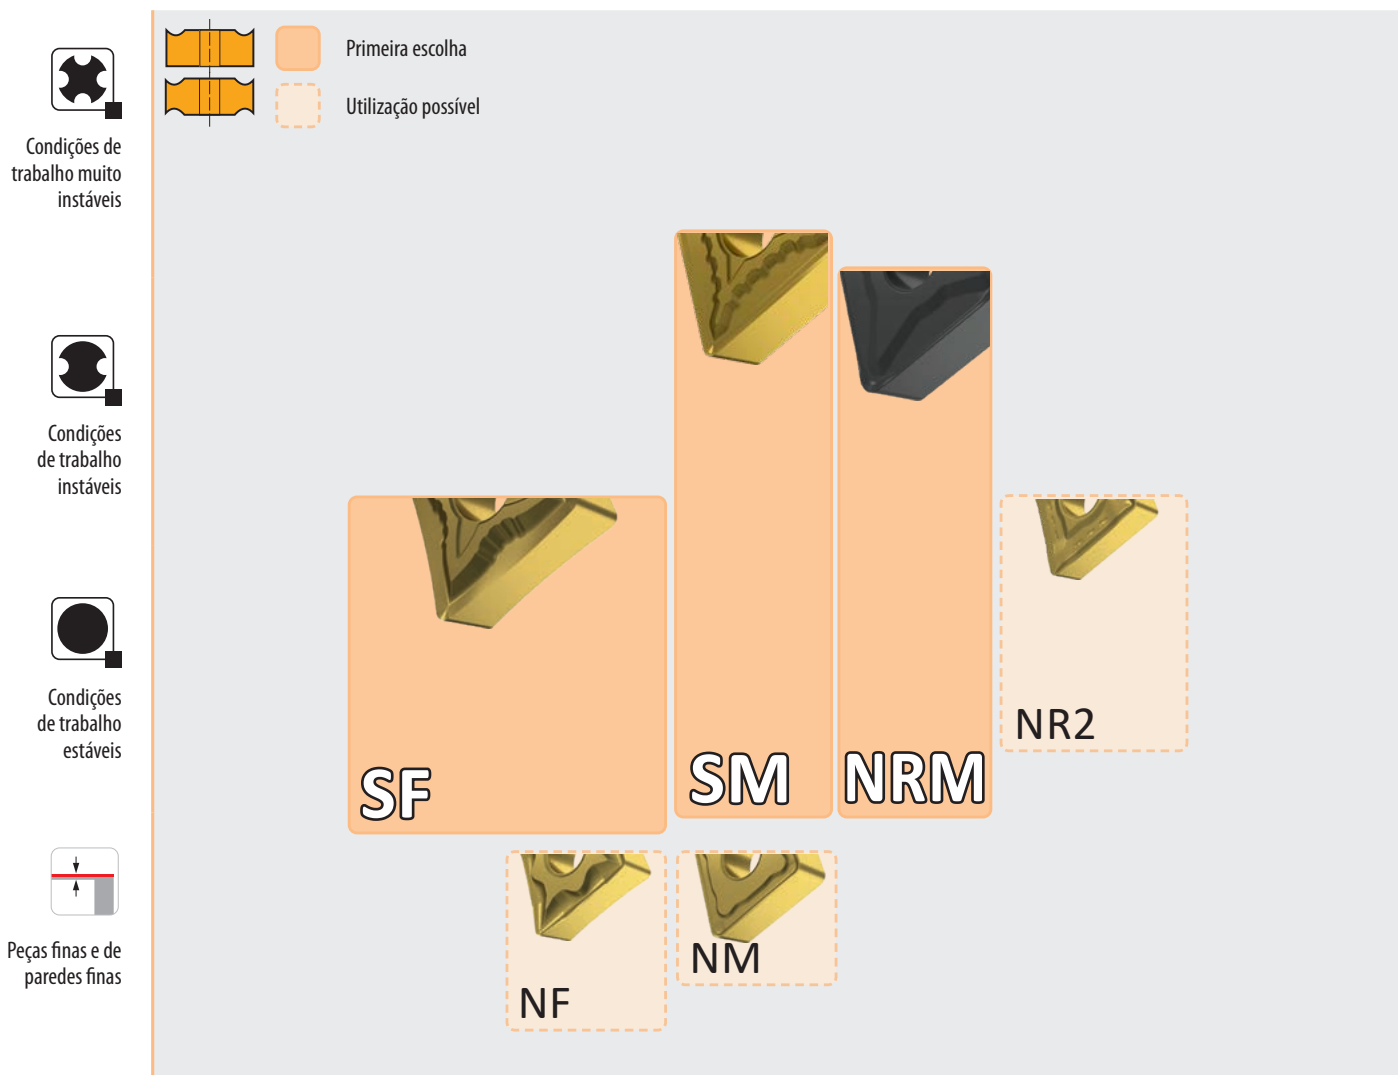 Primeira escolha
Utilização possível
Condições de
trabalho muito
instáveis
Condições
de trabalho
instáveis
Condições
de trabalho
estáveis
Peças finas e de
paredes finas
SF
SM
NRM
NR2
NF
NM